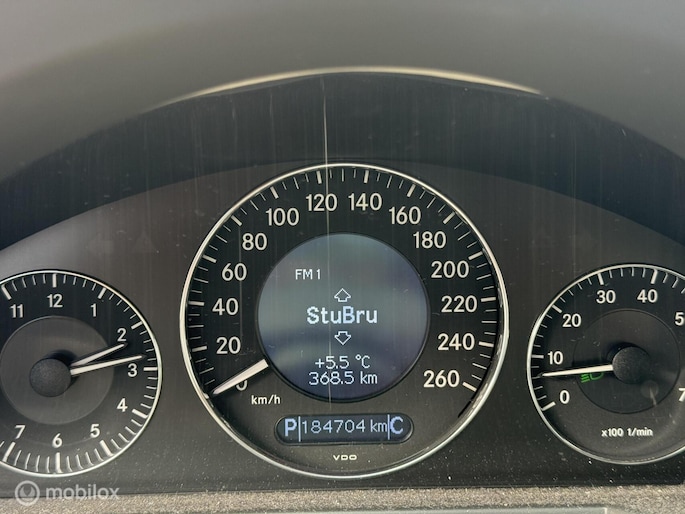 11 12 1 2 3 4 5 6 7 8
0 20 40 60 80 100 120 140 160 180 200 220 240 260
FM 1
StuBru
+5.5 °C
368.5 km
km/h
P 184704 km C
VDO
0 10 20 30 40 50
x100 1/min
mobilox